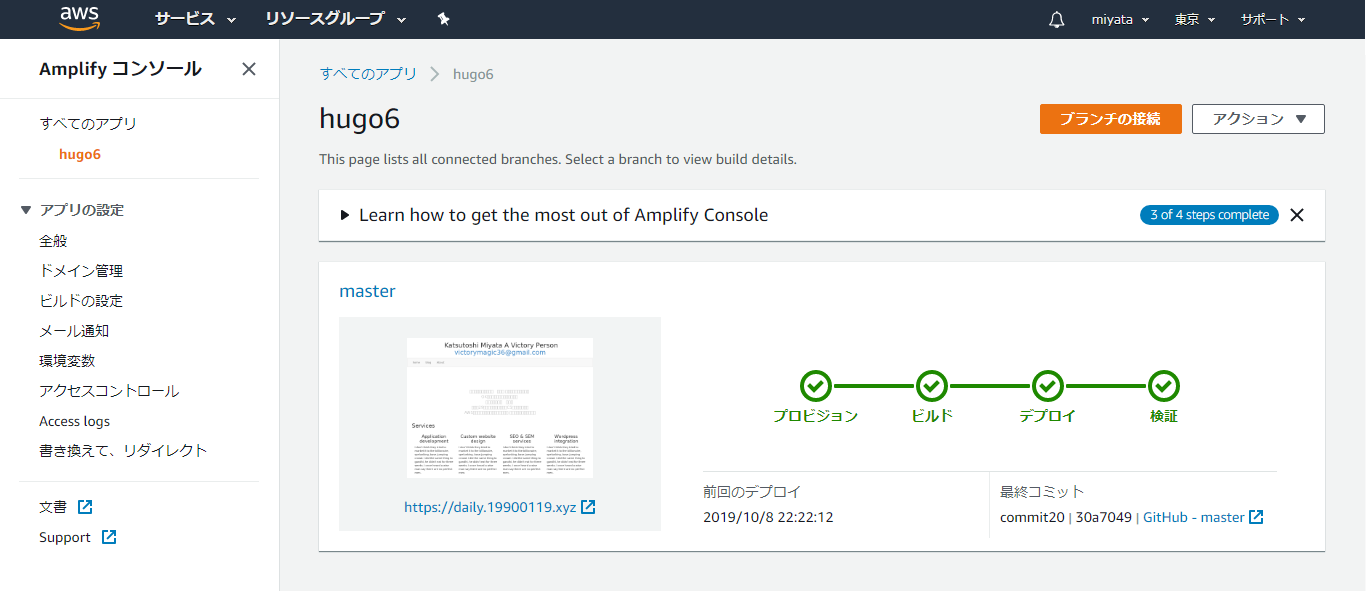 aws サービス リソースグループ miyata 東京 サポート
Amplify コンソール
すべてのアプリ
hugo6
アプリの設定
全般
ドメイン管理
ビルドの設定
メール通知
環境変数
アクセスコントロール
Access logs
書き換えて、リダイレクト
文書
Support
すべてのアプリ hugo6
hugo6
ブランチの接続 アクション
This page lists all connected branches. Select a branch to view build details.
Learn how to get the most out of Amplify Console
3 of 4 steps complete
master
Katsutoshi Miyata A Victory Person
victorymagic36@gmail.com
Services
Application development
Custom website design
SEO & SEM services
Wordpress integration
https://daily.19900119.xyz
プロビジョン ビルド デプロイ 検証
前回のデプロイ
2019/10/8 22:22:12
最終コミット
commit20 | 30a7049 | GitHub - master